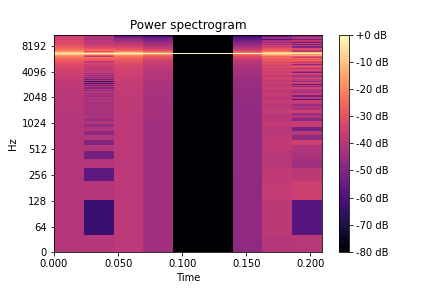 Power spectrogram
8192
4096
2048
1024
512
256
128
64
0
Hz
0.000 0.050 0.100 0.150 0.200
Time
+0 dB
-10 dB
-20 dB
-30 dB
-40 dB
-50 dB
-60 dB
-70 dB
-80 dB